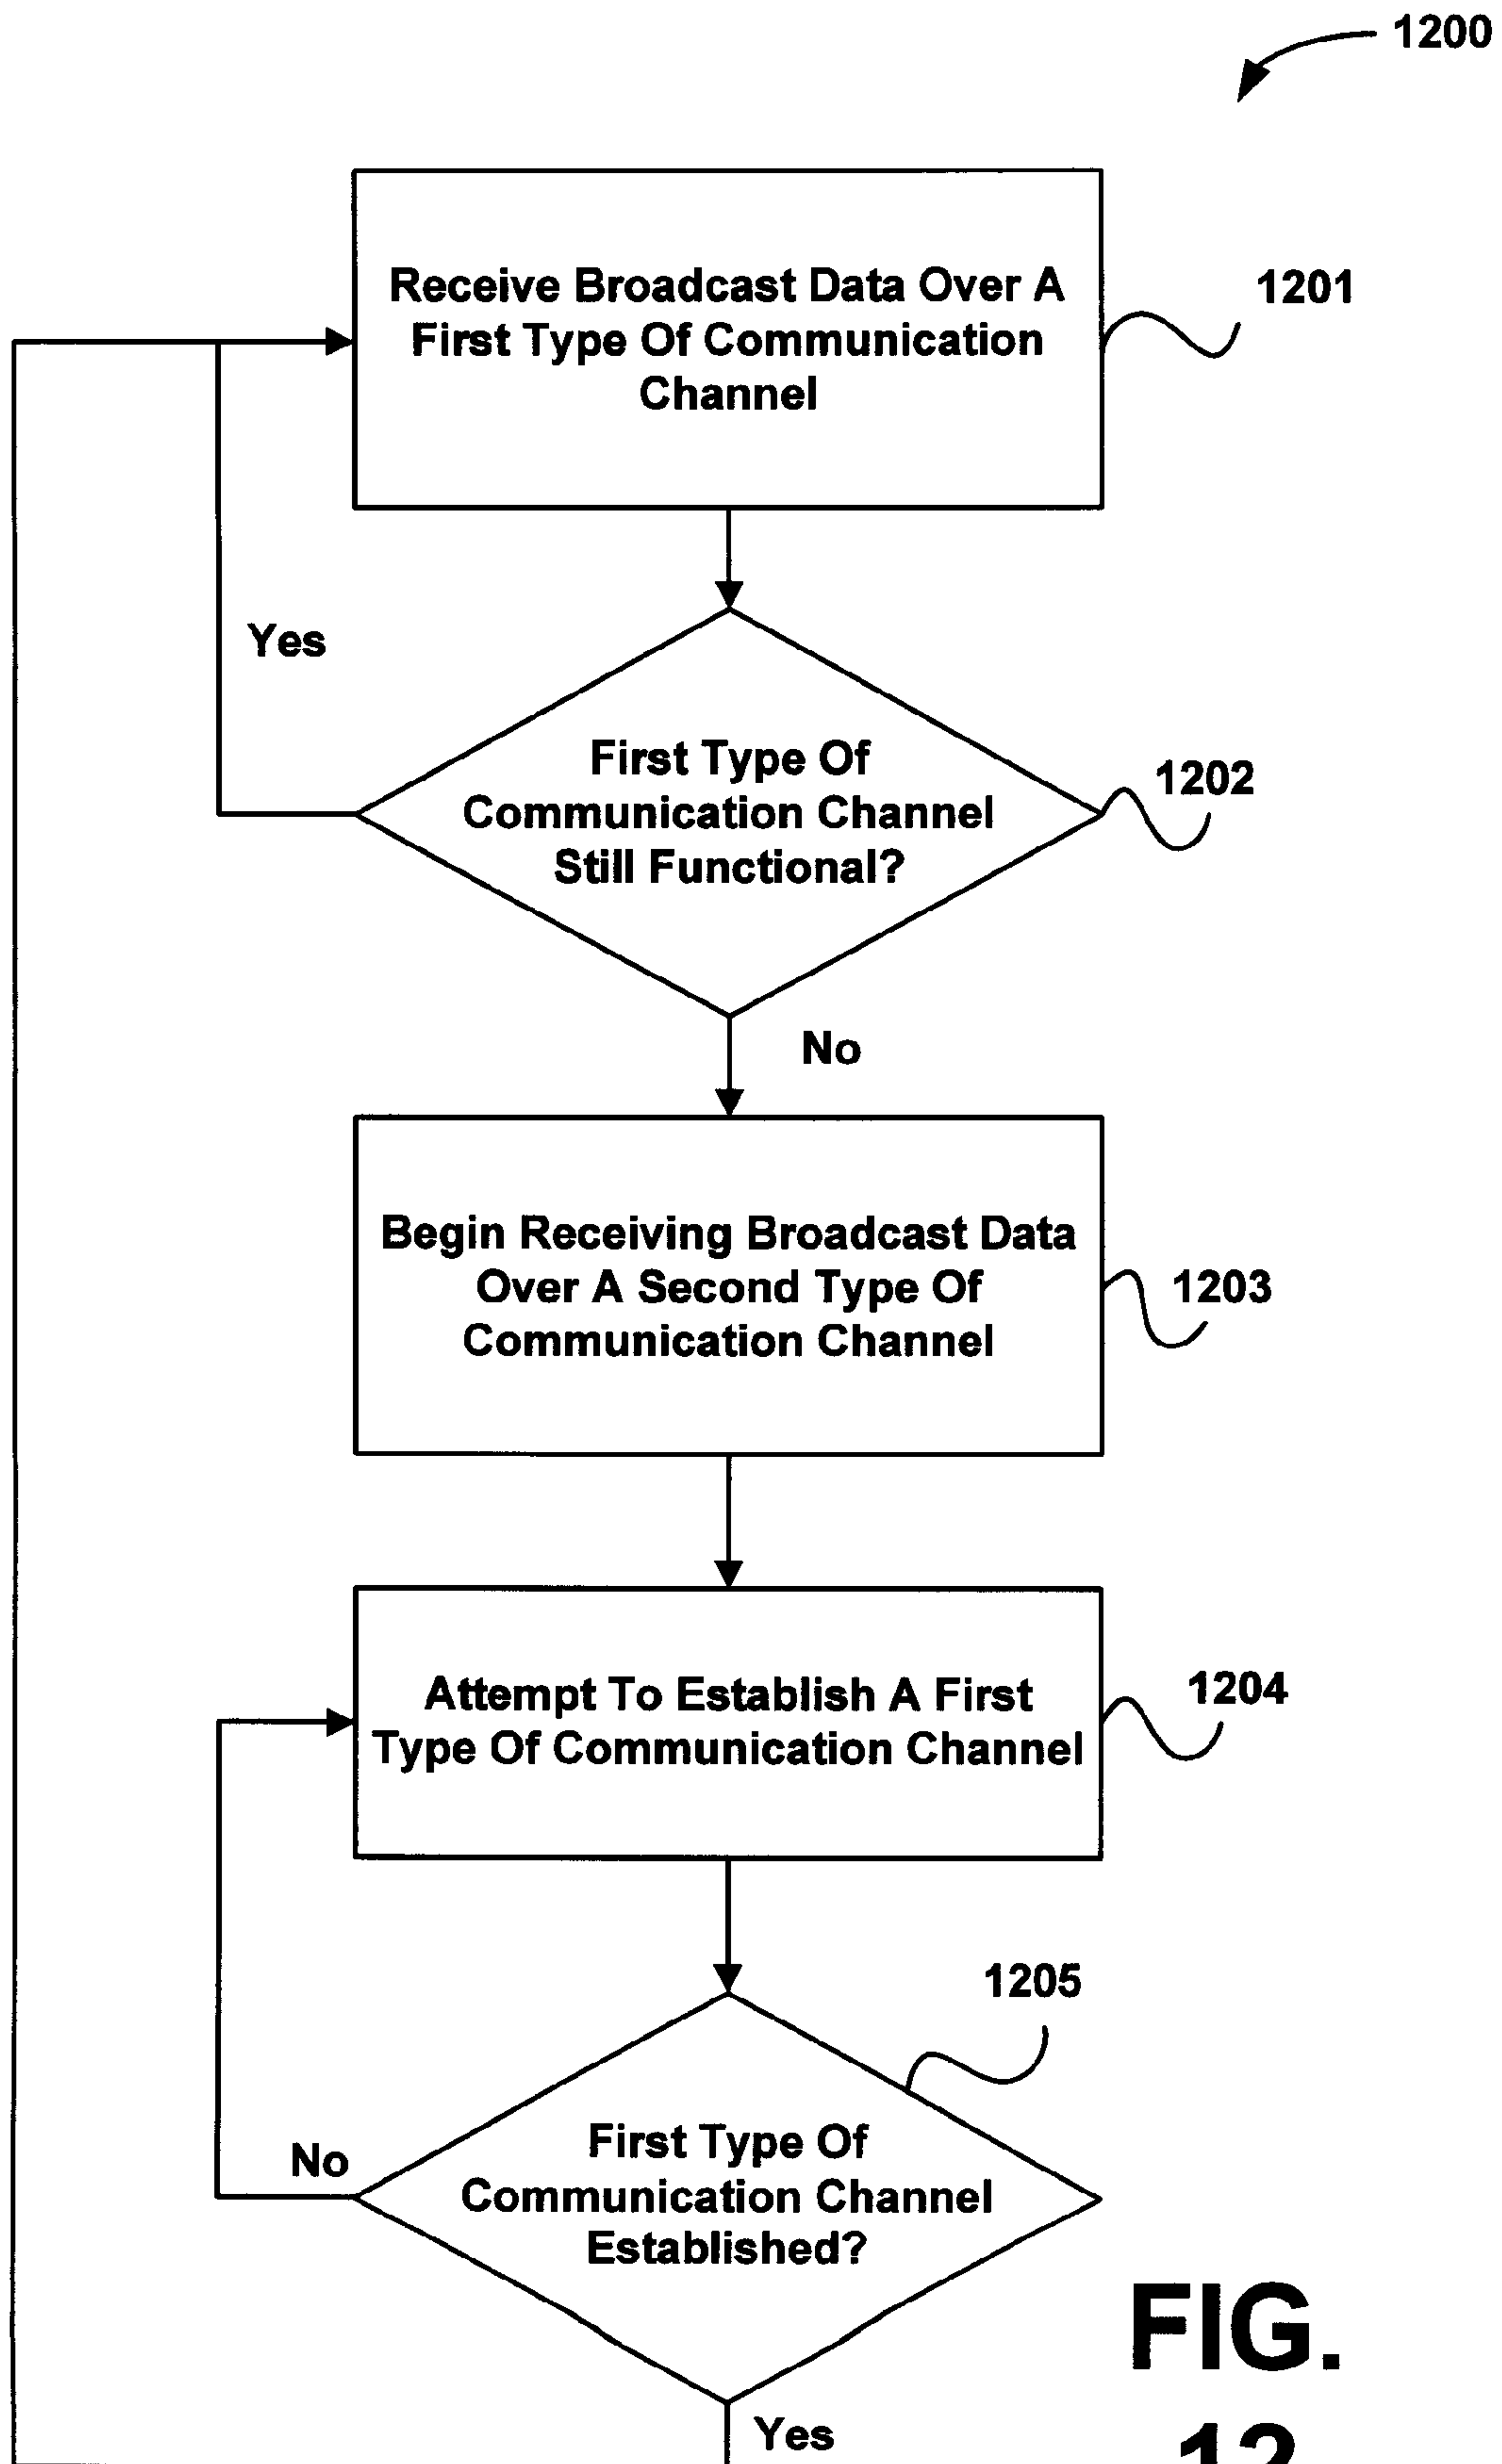 1200
Receive Broadcast Data Over A
First Type Of Communication
Channel
1201
Yes
First Type Of
Communication Channel
Still Functional?
1202
No
Begin Receiving Broadcast Data
Over A Second Type Of
Communication Channel
1203
Attempt To Establish A First
Type Of Communication Channel
1204
1205
No
First Type Of
Communication Channel
Established?
Yes
FIG.
12